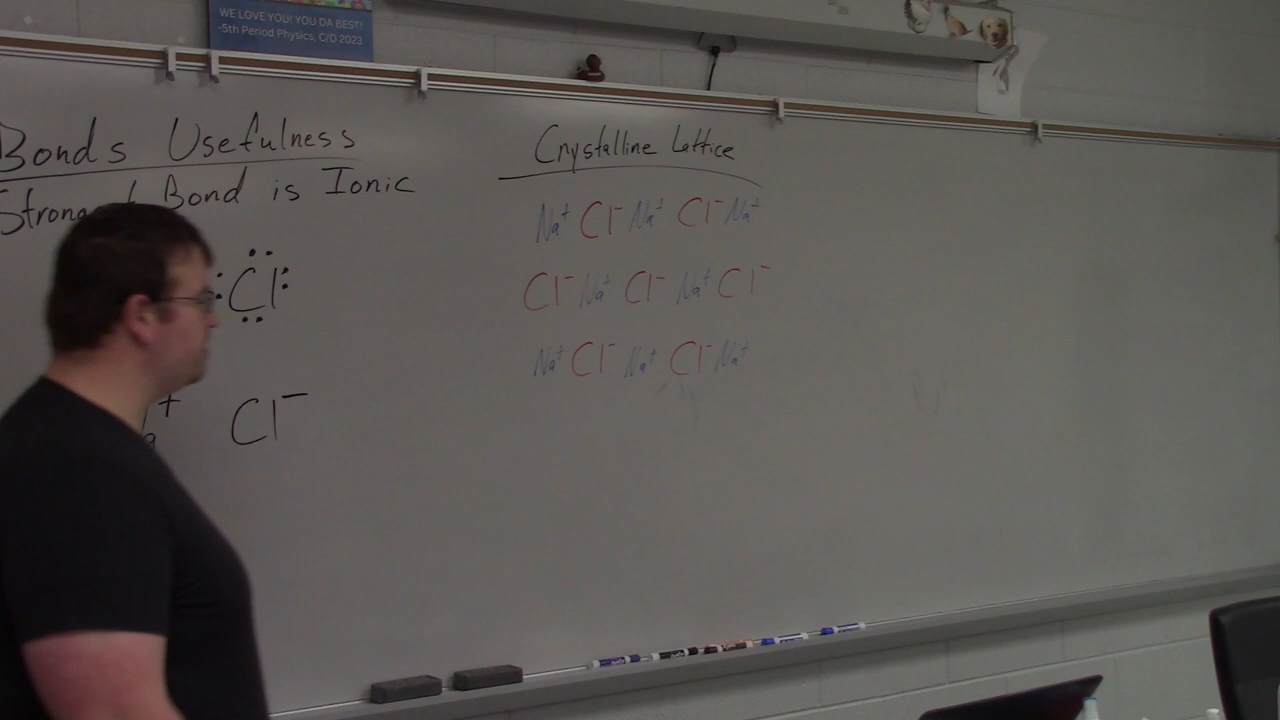 WE LOVE YOU! YOU DA BEST!
-5th Period Physics, C/O 2023
Bonds Usefulness
Bond is Ionic
Cl
a+ Cl⁻
Crystalline Lattice
Na⁺ Cl⁻ Na⁺ Cl⁻ Na⁺
Cl⁻ Na⁺ Cl⁻ Na⁺ Cl⁻
Na⁺ Cl⁻ Na⁺ Cl⁻ Na⁺